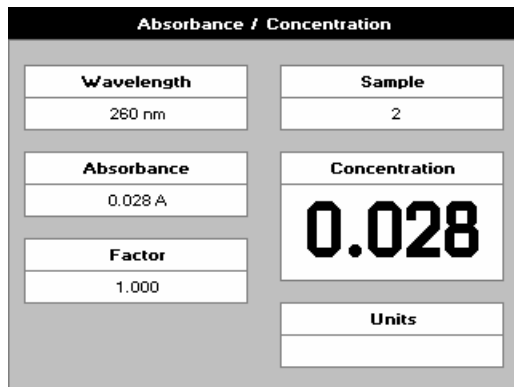 Absorbance / Concentration
Wavelength
260 nm
Absorbance
0.028 A
Factor
1.000
Sample
2
Concentration
0.028
Units